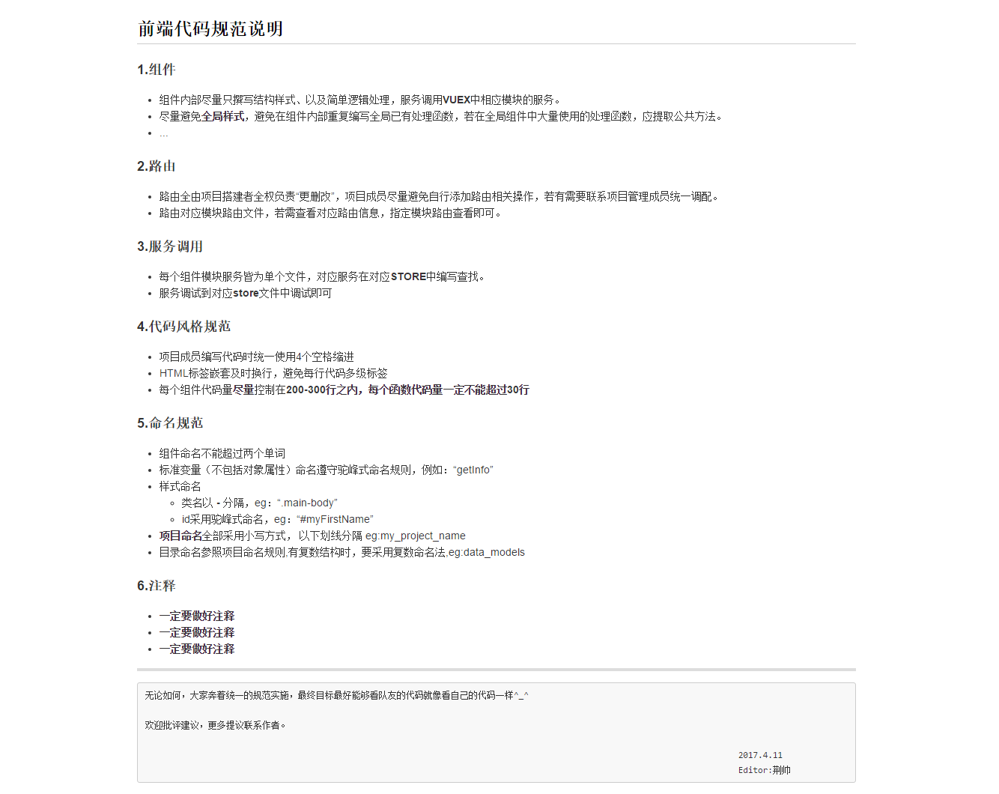 前端代码规范说明
1.组件
组件内部尽量只撰写结构样式、以及简单逻辑处理，服务调用VUEX中相应模块的服务。
尽量避免全局样式，避免在组件内部重复编写全局已有处理函数，若在全局组件中大量使用的处理函数，应提取公共方法。
...
2.路由
路由全由项目搭建者全权负责“更删改”，项目成员尽量避免自行添加路由相关操作，若有需要联系项目管理成员统一调配。
路由对应模块路由文件，若需查看对应路由信息，指定模块路由查看即可。
3.服务调用
每个组件模块服务皆为单个文件，对应服务在对应STORE中编写查找。
服务调试到对应store文件中调试即可
4.代码风格规范
项目成员编写代码时统一使用4个空格缩进
HTML标签嵌套及时换行，避免每行代码多级标签
每个组件代码量尽量控制在200-300行之内，每个函数代码量一定不能超过30行
5.命名规范
组件命名不能超过两个单词
标准变量（不包括对象属性）命名遵守驼峰式命名规则，例如：“getInfo”
样式命名
类名以 - 分隔，eg：“.main-body”
id采用驼峰式命名，eg：“#myFirstName”
项目命名全部采用小写方式， 以下划线分隔 eg:my_project_name
目录命名参照项目命名规则,有复数结构时，要采用复数命名法,eg:data_models
6.注释
一定要做好注释
一定要做好注释
一定要做好注释
无论如何，大家奔着统一的规范实施，最终目标最好能够看队友的代码就像看自己的代码一样^_^
欢迎批评建议，更多提议联系作者。
2017.4.11
Editor:荆帅